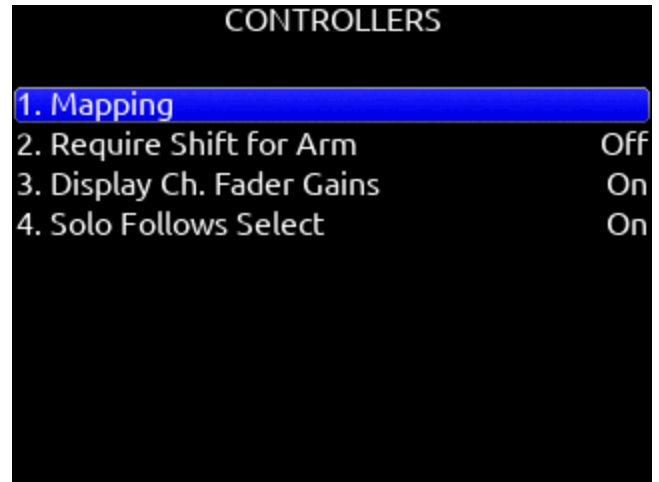 CONTROLLERS
1. Mapping
2. Require Shift for Arm Off
3. Display Ch. Fader Gains On
4. Solo Follows Select On